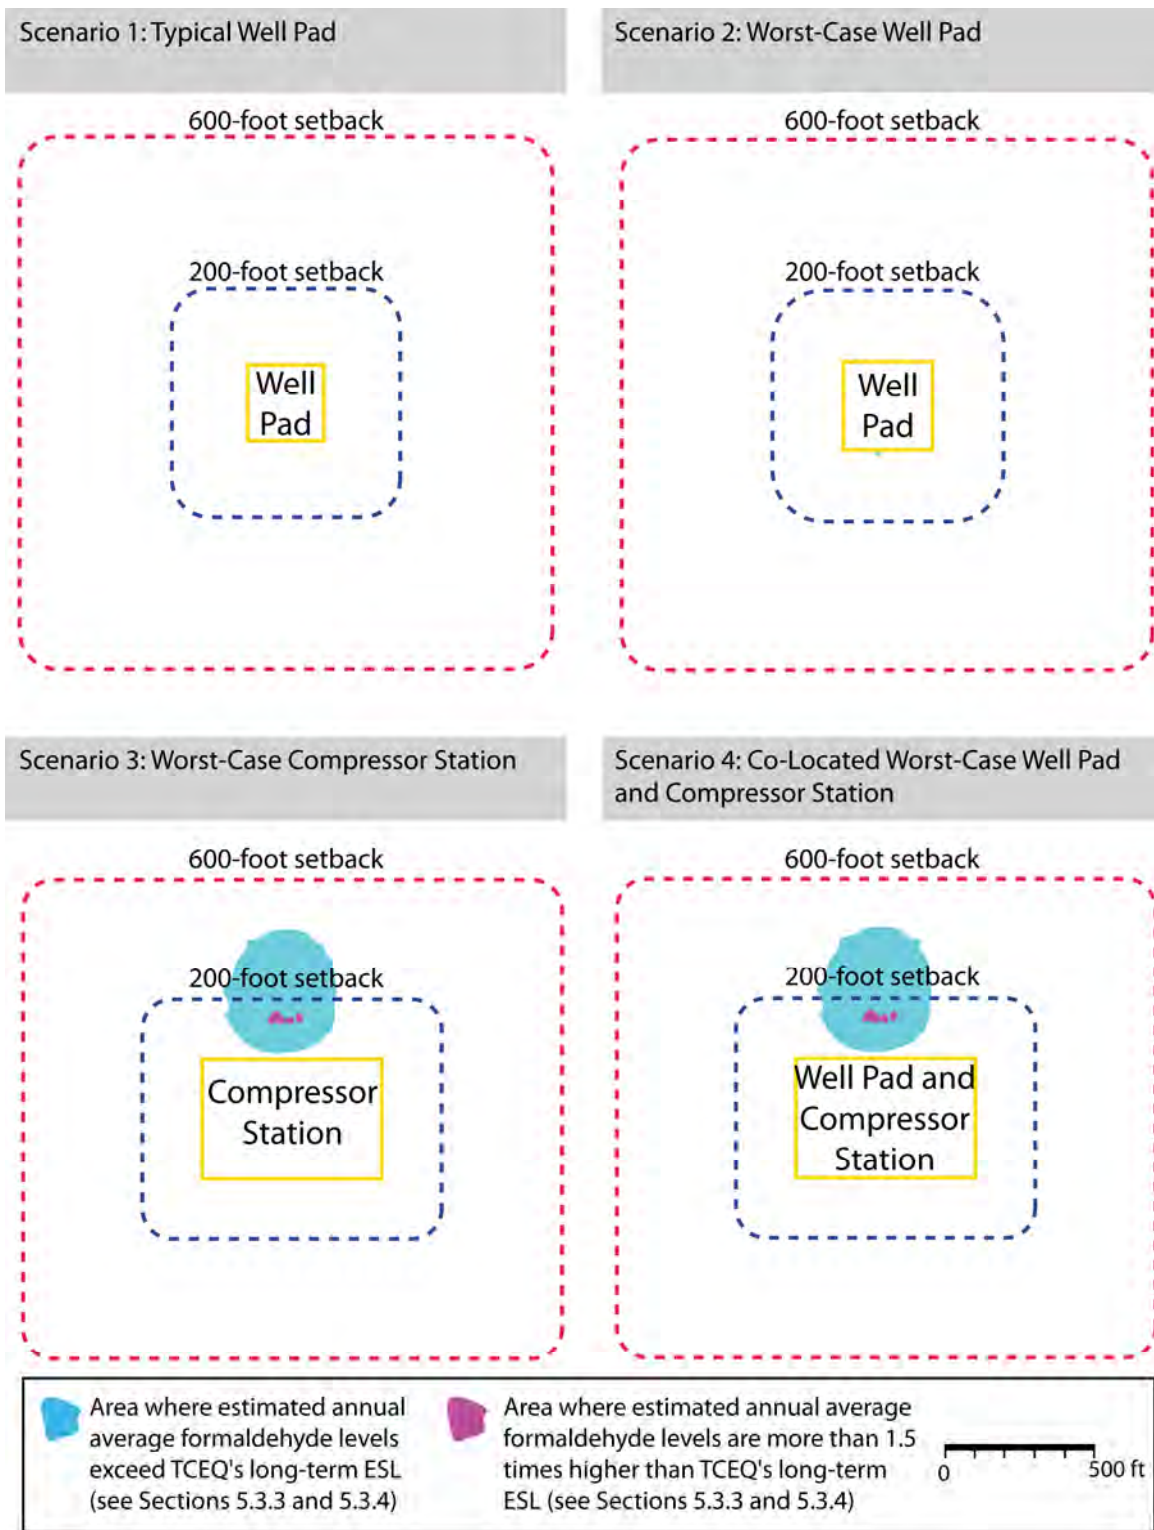 Scenario 1: Typical Well Pad
600-foot setback
200-foot setback
Well
Pad
Scenario 2: Worst-Case Well Pad
600-foot setback
200-foot setback
Well
Pad
Scenario 3: Worst-Case Compressor Station
600-foot setback
200-foot setback
Compressor
Station
Scenario 4: Co-Located Worst-Case Well Pad
and Compressor Station
600-foot setback
200-foot setback
Well Pad and
Compressor
Station
Area where estimated annual
average formaldehyde levels
exceed TCEQ's long-term ESL
(see Sections 5.3.3 and 5.3.4)
Area where estimated annual average
formaldehyde levels are more than 1.5
times higher than TCEQ's long-term
ESL (see Sections 5.3.3 and 5.3.4)
0 500 ft